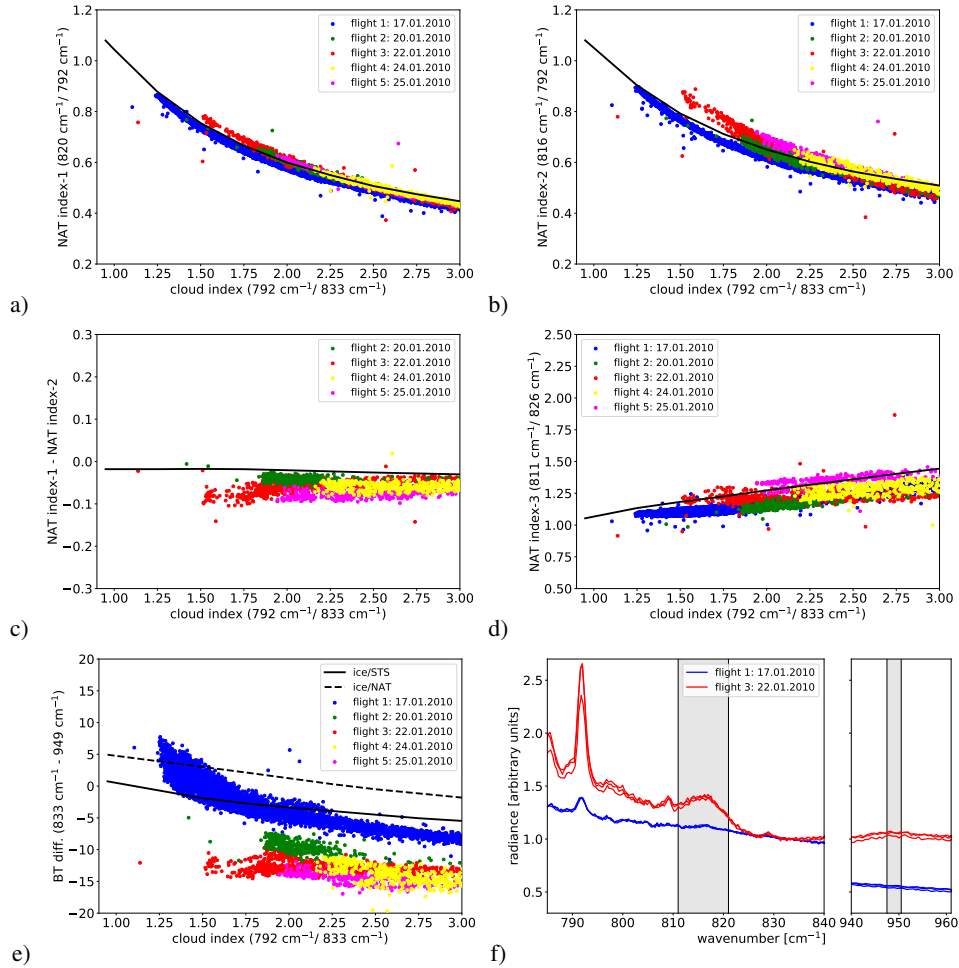 1.2
1.0
0.8
0.6
0.4
0.2
NAT index-1 (820 cm⁻¹/ 792 cm⁻¹)
flight 1: 17.01.2010
flight 2: 20.01.2010
flight 3: 22.01.2010
flight 4: 24.01.2010
flight 5: 25.01.2010
1.00 1.25 1.50 1.75 2.00 2.25 2.50 2.75 3.00
cloud index (792 cm⁻¹/ 833 cm⁻¹)
a)
1.2
1.0
0.8
0.6
0.4
0.2
NAT index-2 (816 cm⁻¹/ 792 cm⁻¹)
flight 1: 17.01.2010
flight 2: 20.01.2010
flight 3: 22.01.2010
flight 4: 24.01.2010
flight 5: 25.01.2010
1.00 1.25 1.50 1.75 2.00 2.25 2.50 2.75 3.00
cloud index (792 cm⁻¹/ 833 cm⁻¹)
b)
0.3
0.2
0.1
0.0
−0.1
−0.2
−0.3
NAT index-1 - NAT index-2
flight 2: 20.01.2010
flight 3: 22.01.2010
flight 4: 24.01.2010
flight 5: 25.01.2010
1.00 1.25 1.50 1.75 2.00 2.25 2.50 2.75 3.00
cloud index (792 cm⁻¹/ 833 cm⁻¹)
c)
2.50
2.25
2.00
1.75
1.50
1.25
1.00
0.75
0.50
NAT index-3 (811 cm⁻¹/ 826 cm⁻¹)
flight 1: 17.01.2010
flight 2: 20.01.2010
flight 3: 22.01.2010
flight 4: 24.01.2010
flight 5: 25.01.2010
1.00 1.25 1.50 1.75 2.00 2.25 2.50 2.75 3.00
cloud index (792 cm⁻¹/ 833 cm⁻¹)
d)
20
15
10
5
0
−5
−10
−15
−20
BT diff. (833 cm⁻¹ - 949 cm⁻¹)
ice/STS
ice/NAT
flight 1: 17.01.2010
flight 2: 20.01.2010
flight 3: 22.01.2010
flight 4: 24.01.2010
flight 5: 25.01.2010
1.00 1.25 1.50 1.75 2.00 2.25 2.50 2.75 3.00
cloud index (792 cm⁻¹/ 833 cm⁻¹)
e)
2.5
2.0
1.5
1.0
0.5
radiance [arbitrary units]
flight 1: 17.01.2010
flight 3: 22.01.2010
790 800 810 820 830 840 940 950 960
wavenumber [cm⁻¹]
f)